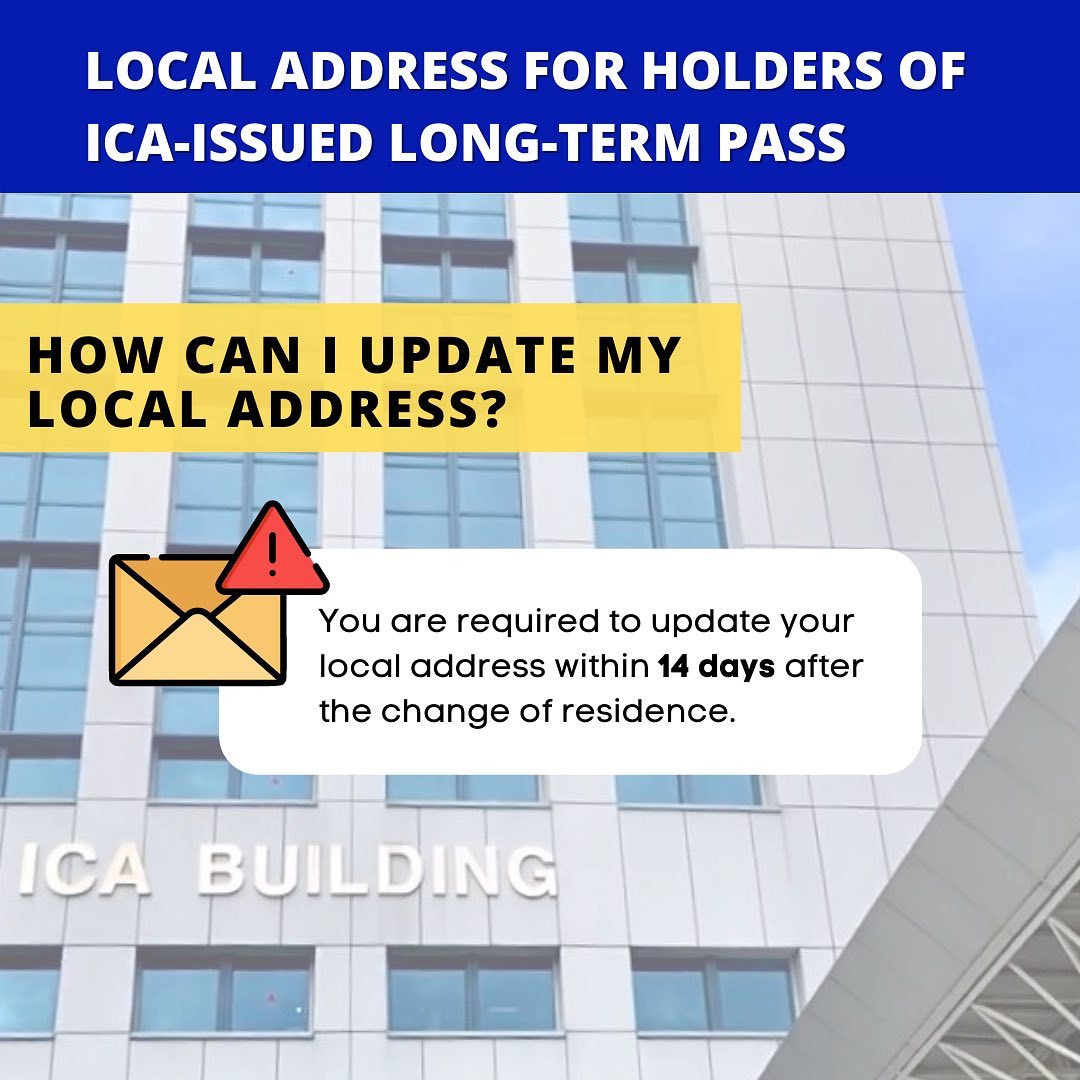 LOCAL ADDRESS FOR HOLDERS OF
ICA-ISSUED LONG-TERM PASS
HOW CAN I UPDATE MY
LOCAL ADDRESS?
!
You are required to update your
local address within 14 days after
the change of residence.
ICA BUILDING